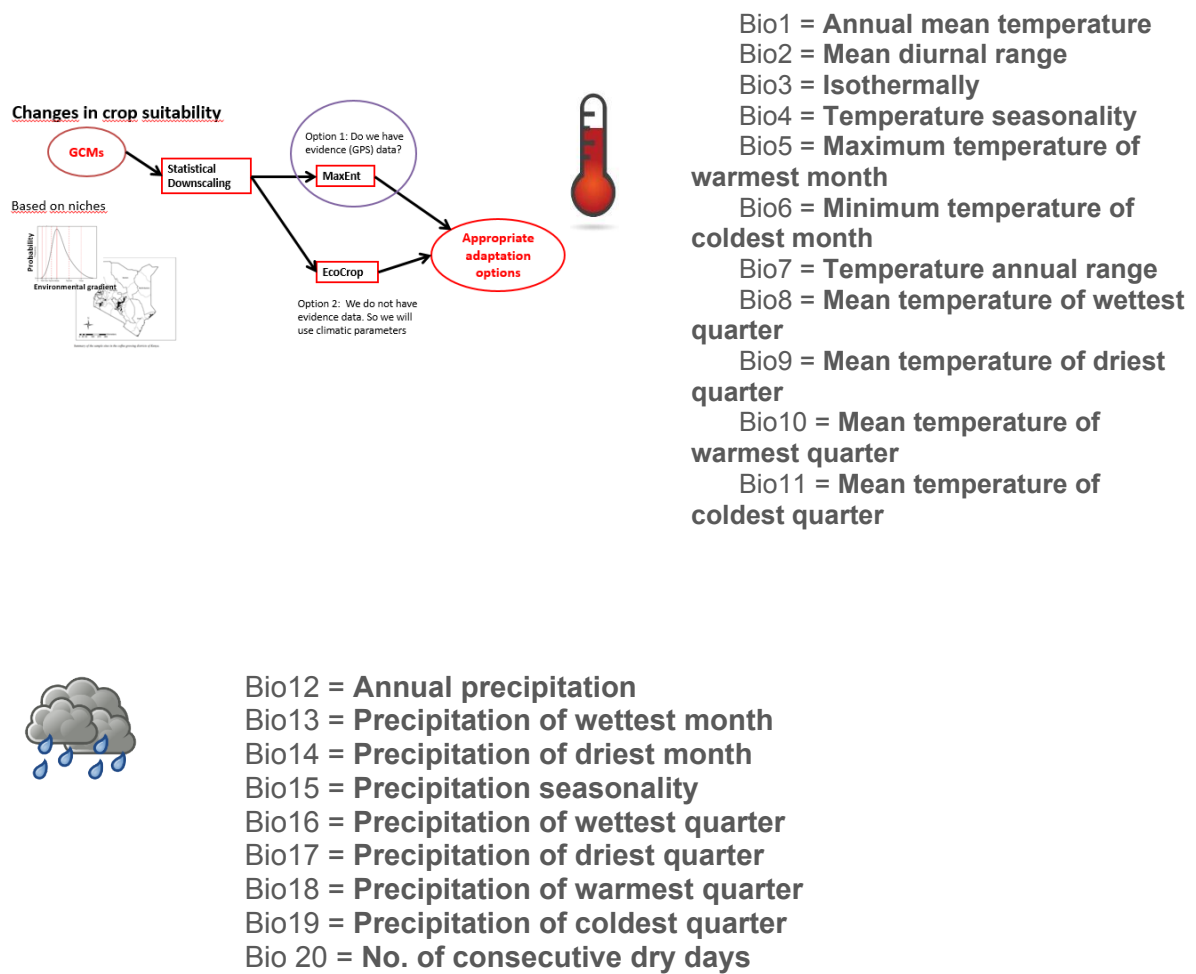 Changes in crop suitability
GCMs
Statistical
Downscaling
Option 1: Do we have
evidence (GPS) data?
MaxEnt
Based on niches
Probability
Environmental gradient
EcoCrop
Appropriate
adaptation
options
Option 2:  We do not have
evidence data. So we will
use climatic parameters
Bio1 = Annual mean temperature
Bio2 = Mean diurnal range
Bio3 = Isothermally
Bio4 = Temperature seasonality
Bio5 = Maximum temperature of
warmest month
Bio6 = Minimum temperature of
coldest month
Bio7 = Temperature annual range
Bio8 = Mean temperature of wettest
quarter
Bio9 = Mean temperature of driest
quarter
Bio10 = Mean temperature of
warmest quarter
Bio11 = Mean temperature of
coldest quarter
Bio12 = Annual precipitation
Bio13 = Precipitation of wettest month
Bio14 = Precipitation of driest month
Bio15 = Precipitation seasonality
Bio16 = Precipitation of wettest quarter
Bio17 = Precipitation of driest quarter
Bio18 = Precipitation of warmest quarter
Bio19 = Precipitation of coldest quarter
Bio 20 = No. of consecutive dry days